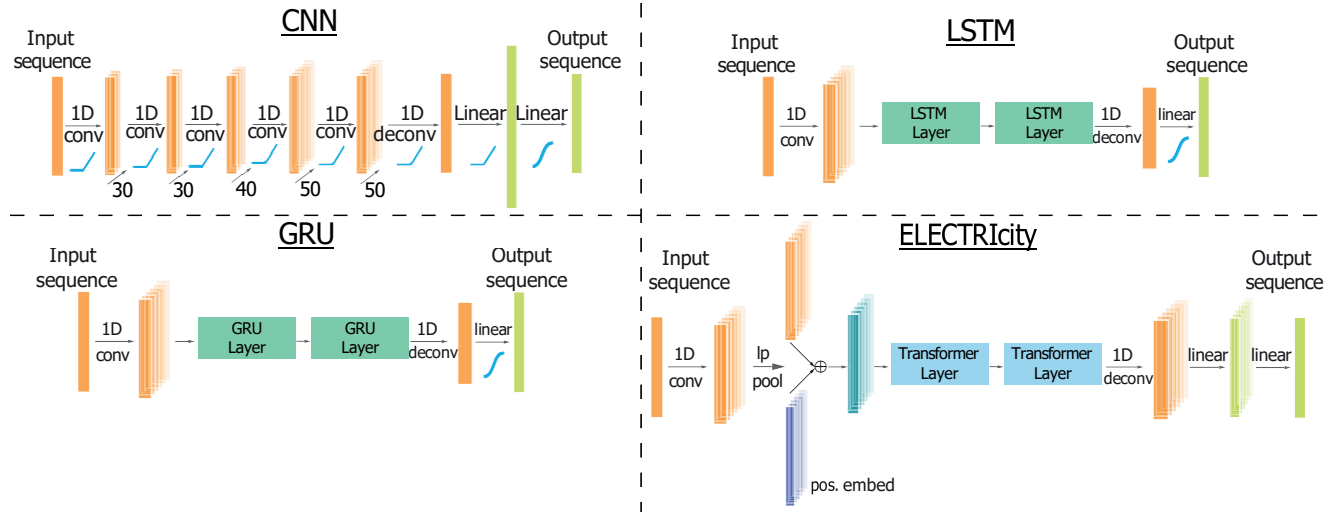 CNN
Input
sequence
Output
sequence
1D
conv
1D
conv
1D
conv
1D
conv
1D
conv
1D
deconv
Linear
Linear
30
30
40
50
50
LSTM
Input
sequence
Output
sequence
1D
conv
LSTM
Layer
LSTM
Layer
1D
deconv
linear
GRU
Input
sequence
Output
sequence
1D
conv
GRU
Layer
GRU
Layer
1D
deconv
linear
ELECTRIcity
Input
sequence
Output
sequence
1D
conv
lp
pool
pos. embed
Transformer
Layer
Transformer
Layer
1D
deconv
linear
linear